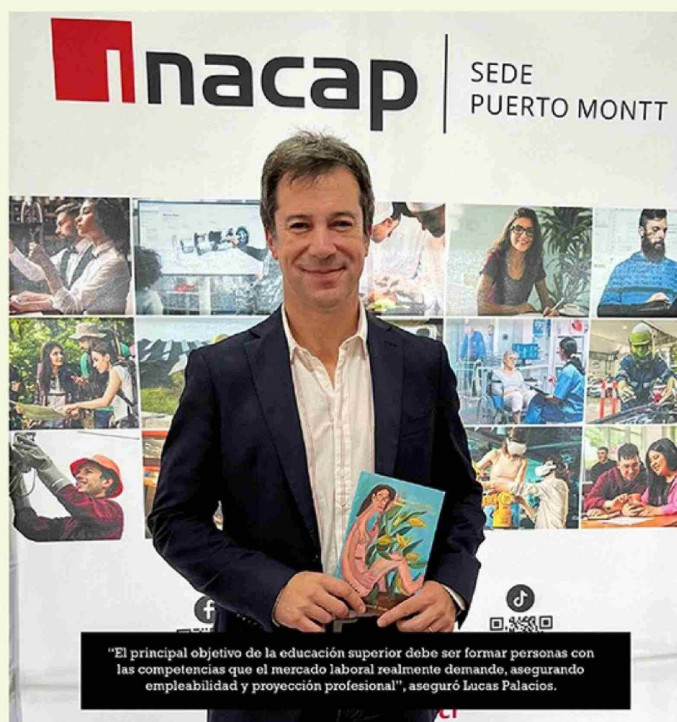 ınacap
SEDE
PUERTO MONTT
"El principal objetivo de la educación superior debe ser formar personas con
las competencias que el mercado laboral realmente demande, asegurando
empleabilidad y proyección profesional", aseguró Lucas Palacios.